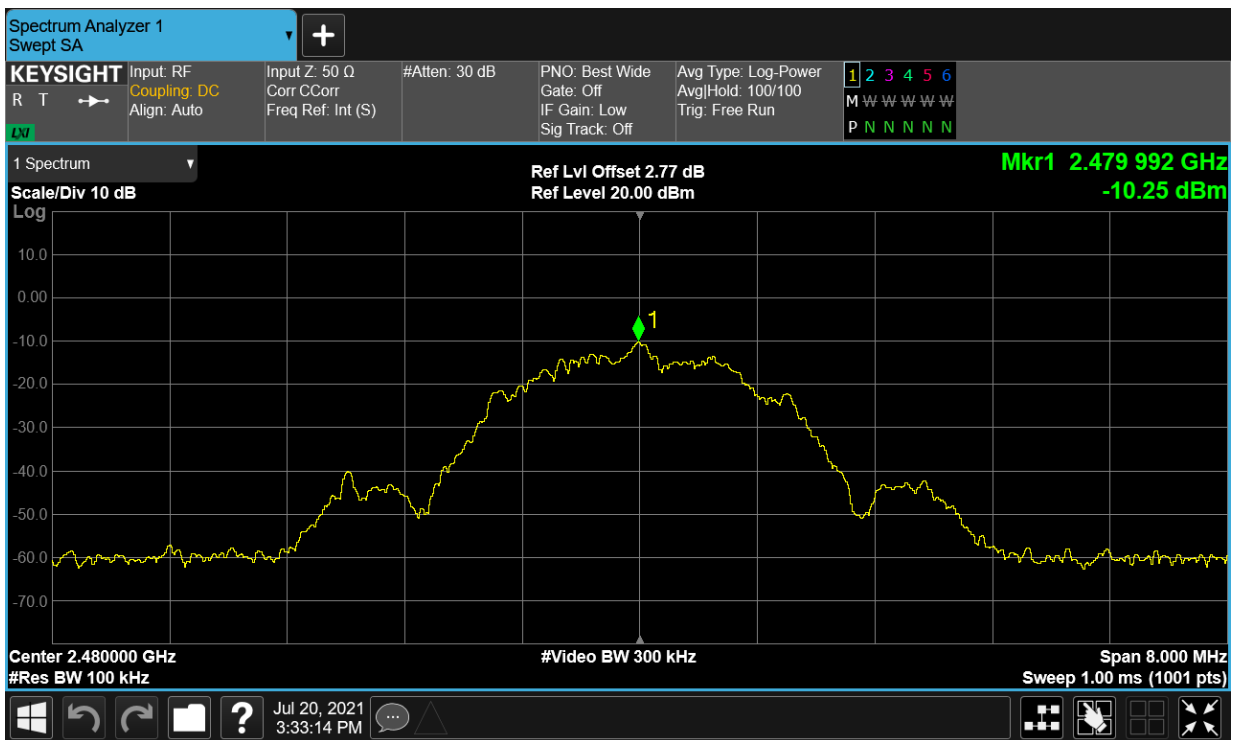 Spectrum Analyzer 1
Swept SA
KEYSIGHT
R T
LXI
Input: RF
Coupling: DC
Align: Auto
Input Z: 50 Ω
Corr CCorr
Freq Ref: Int (S)
#Atten: 30 dB
PNO: Best Wide
Gate: Off
IF Gain: Low
Sig Track: Off
Avg Type: Log-Power
Avg|Hold: 100/100
Trig: Free Run
1 2 3 4 5 6
M W W W W W
P N N N N N
1 Spectrum
Scale/Div 10 dB
Ref Lvl Offset 2.77 dB
Ref Level 20.00 dBm
Mkr1 2.479 992 GHz
-10.25 dBm
Log
10.0
0.00
-10.0
-20.0
-30.0
-40.0
-50.0
-60.0
-70.0
1
Center 2.480000 GHz
#Video BW 300 kHz
Span 8.000 MHz
#Res BW 100 kHz
Sweep 1.00 ms (1001 pts)
?
Jul 20, 2021
3:33:14 PM